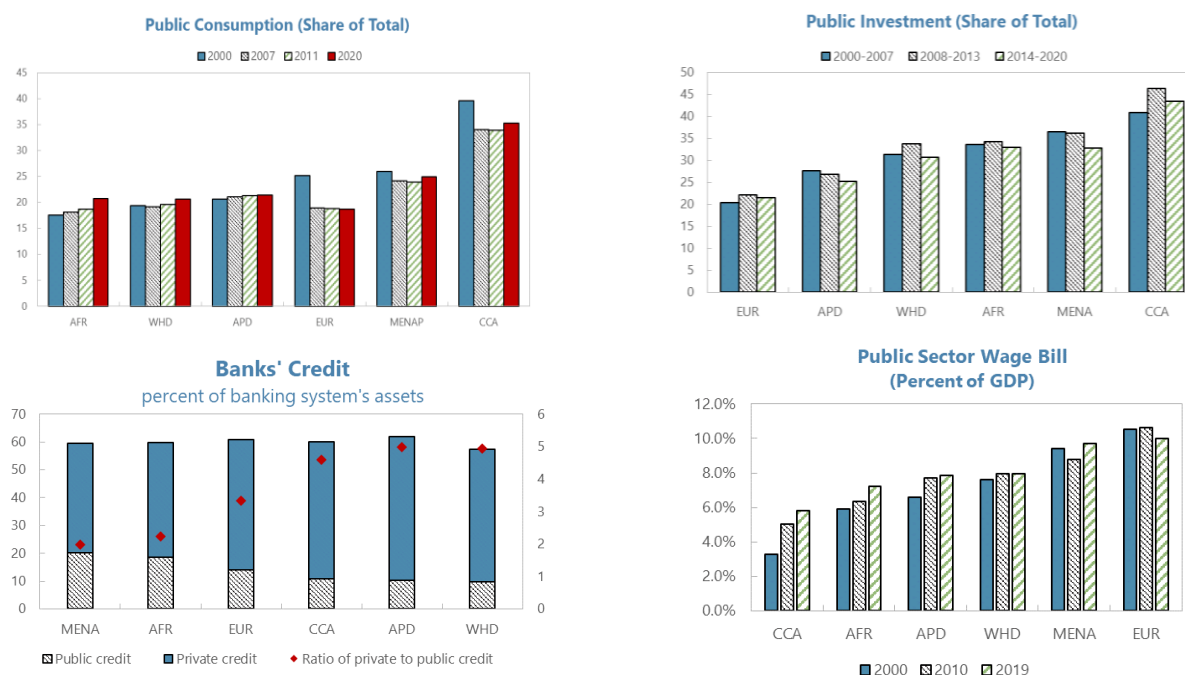 Public Consumption (Share of Total)
2000 2007 2011 2020
45
40
35
30
25
20
15
10
5
0
AFR WHD APD EUR MENAP CCA
Public Investment (Share of Total)
2000-2007 2008-2013 2014-2020
50
45
40
35
30
25
20
15
10
5
0
EUR APD WHD AFR MENA CCA
Banks' Credit
percent of banking system's assets
70 6
60 5
50 4
40
30 3
20 2
10 1
0 0
MENA AFR EUR CCA APD WHD
Public credit Private credit Ratio of private to public credit
Public Sector Wage Bill
(Percent of GDP)
12.0%
10.0%
8.0%
6.0%
4.0%
2.0%
0.0%
CCA AFR APD WHD MENA EUR
2000 2010 2019